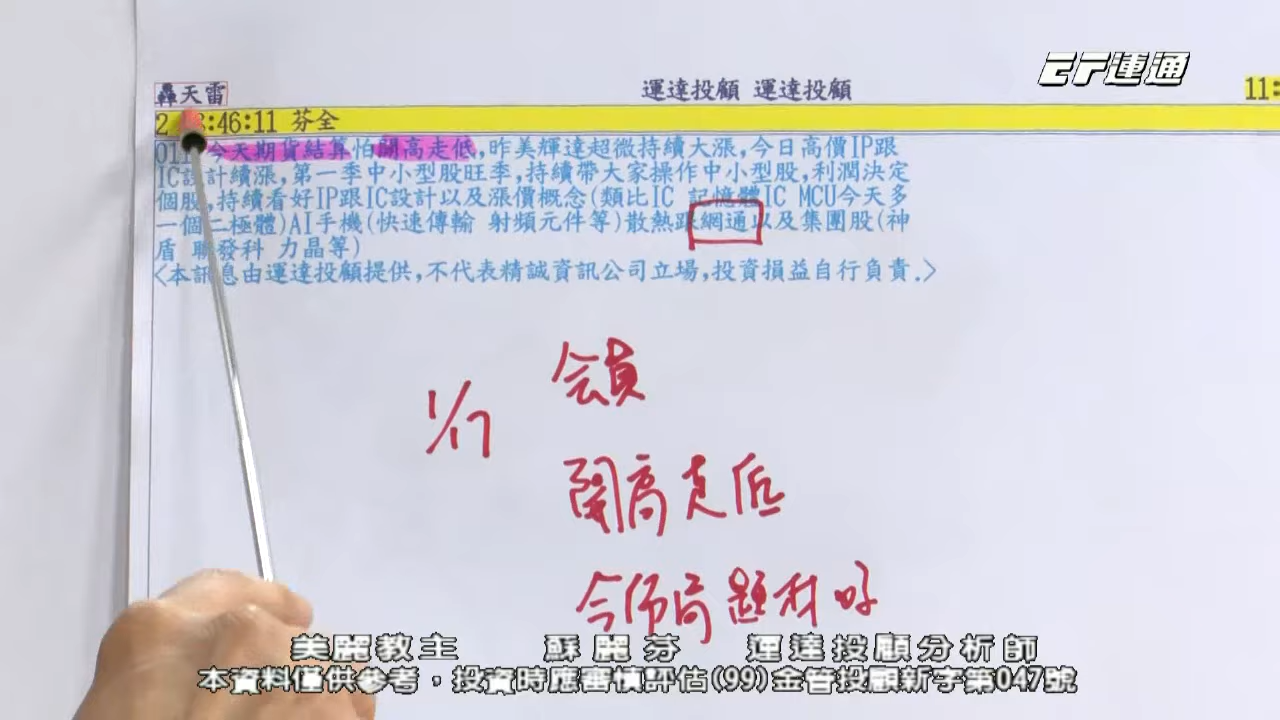 EF運通
轟天雷
運達投顧 運達投顧
11:
:46:11 芬全
今天期貨結算怕開高走低,昨美輝達超微持續大漲,今日高價IP跟
IC設計續漲,第一季中小型股旺季,持續帶大家操作中小型股,利潤決定
個股,持續看好IP跟IC設計以及漲價概念(類比IC 記憶體IC MCU今天多
一個二極體)AI手機(快速傳輸 射頻元件等)散熱跟網通以及集團股(神
盾 聯發科 力晶等)
<本訊息由運達投顧提供,不代表精誠資訊公司立場,投資損益自行負責.>
会員
1/17
開高走低
今佈局題材好
美麗教主 蘇麗芬 運達投顧分析師
本資料僅供參考，投資時應審慎評估(99)金管投顧新字第047號